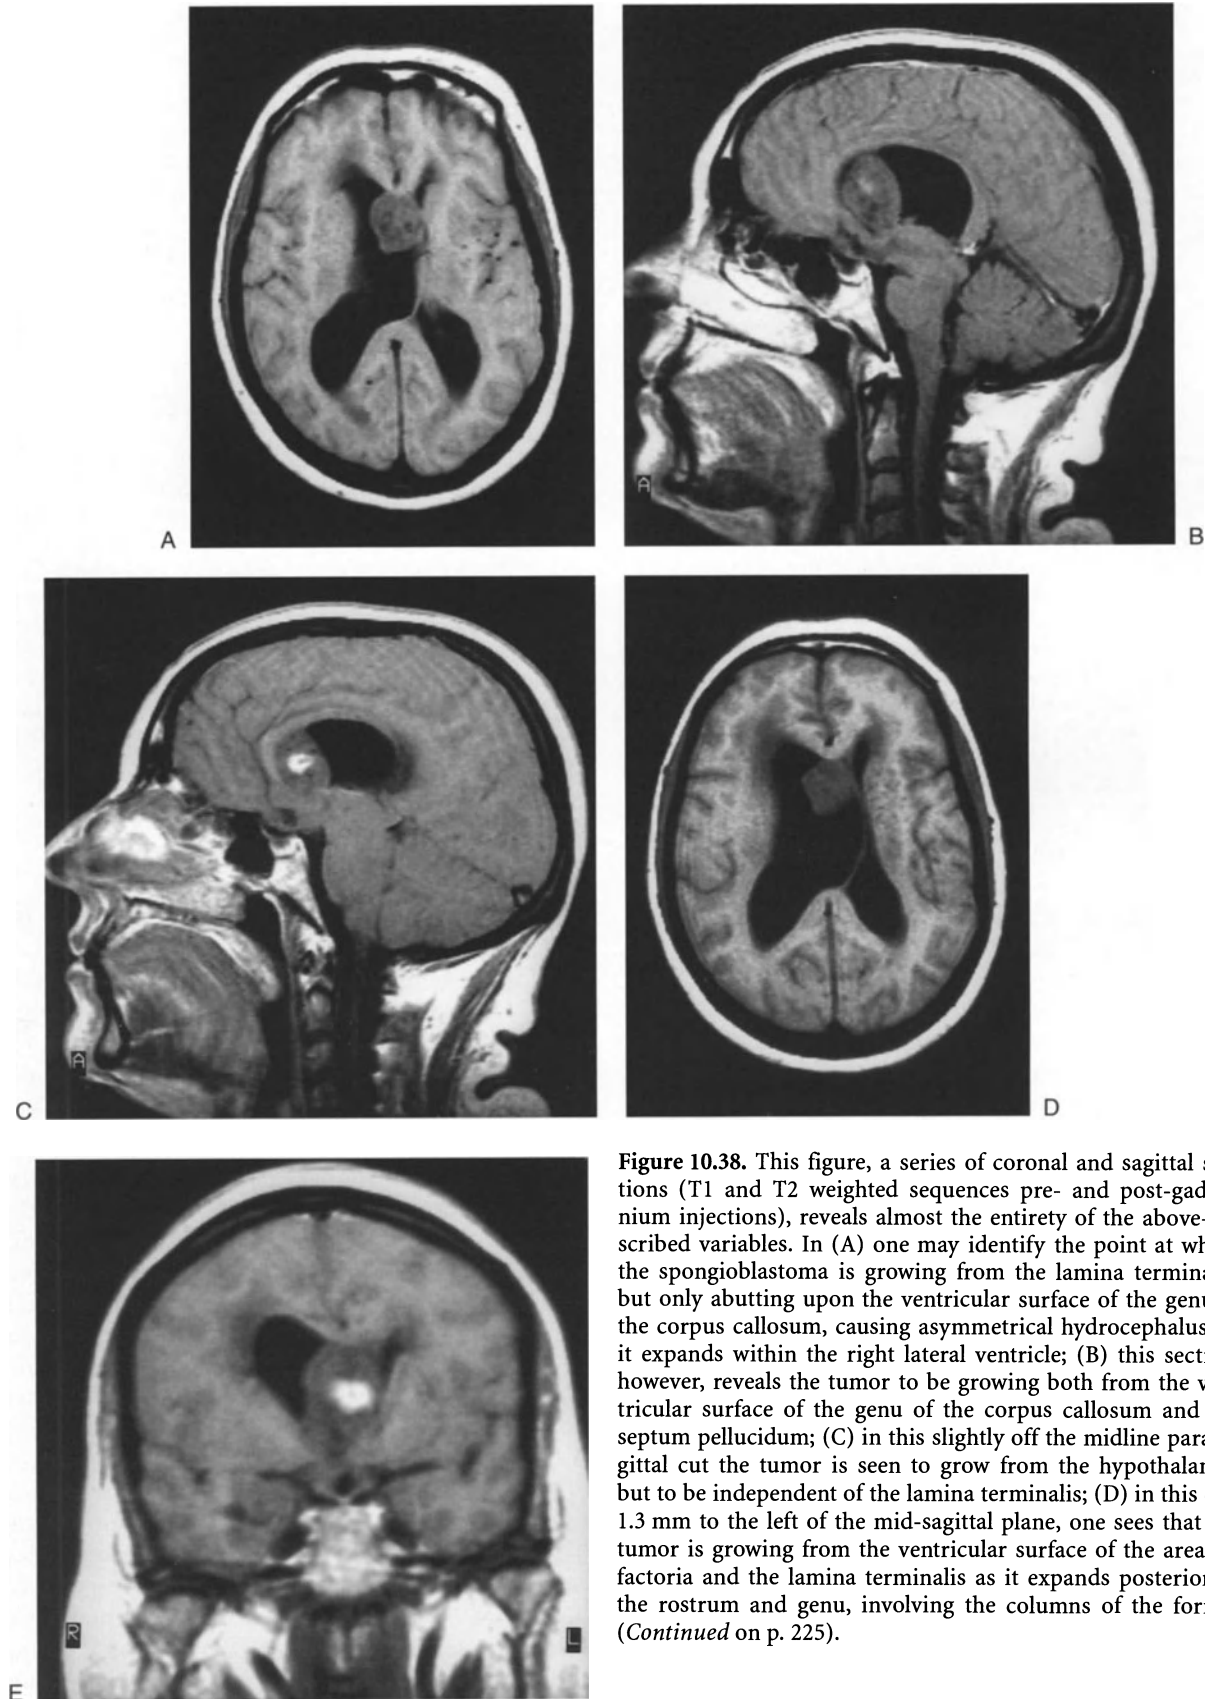 A
B
A
C
A
D
Figure 10.38. This figure, a series of coronal and sagittal s
tions (T1 and T2 weighted sequences pre- and post-gad
nium injections), reveals almost the entirety of the above-
scribed variables. In (A) one may identify the point at wh
the spongioblastoma is growing from the lamina termina
but only abutting upon the ventricular surface of the genu
the corpus callosum, causing asymmetrical hydrocephalus
it expands within the right lateral ventricle; (B) this secti
however, reveals the tumor to be growing both from the v
tricular surface of the genu of the corpus callosum and
septum pellucidum; (C) in this slightly off the midline para
gittal cut the tumor is seen to grow from the hypothalar
but to be independent of the lamina terminalis; (D) in this
1.3 mm to the left of the mid-sagittal plane, one sees that
tumor is growing from the ventricular surface of the area
factoria and the lamina terminalis as it expands posterior
the rostrum and genu, involving the columns of the for
(Continued on p. 225).
R
L
E